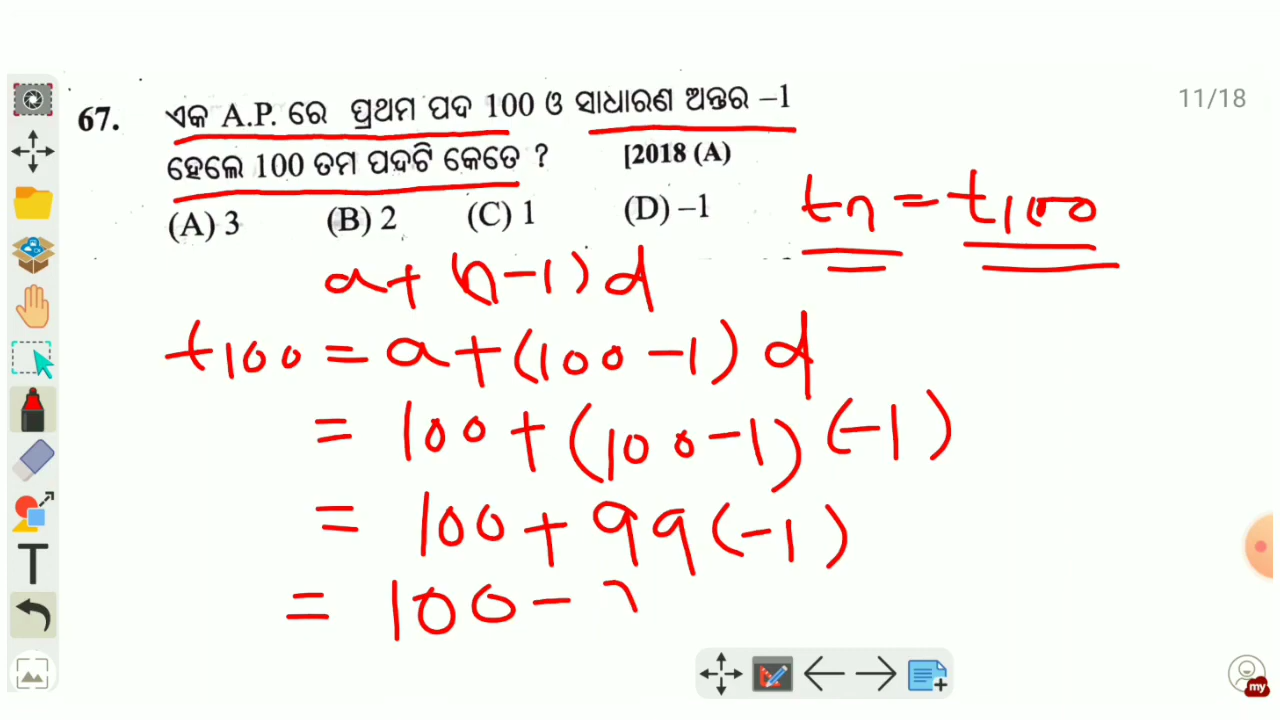 11/18
67. ଏକ A.P. ରେ ପ୍ରଥମ ପଦ 100 ଓ ସାଧାରଣ ଅନ୍ତର –1
ହେଲେ 100 ତମ ପଦଟି କେତେ ? [2018 (A)
(A) 3 (B) 2 (C) 1 (D) –1
tn = t100
a + (n-1) d
t100 = a + (100 - 1) d
= 100 + (100 - 1) (-1)
= 100 + 99 (-1)
= 100 -
T
my